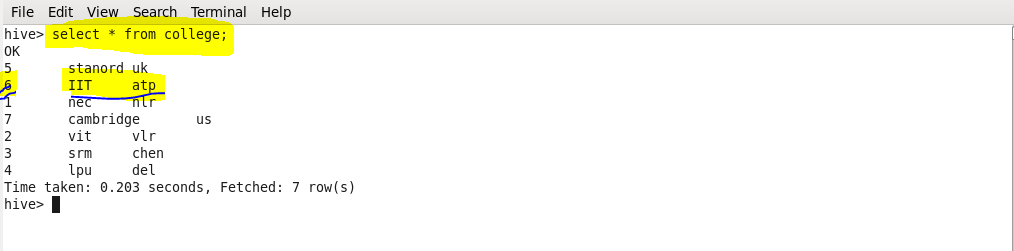 File Edit View Search Terminal Help
hive> select * from college;
OK
5 stanord uk
6 IIT atp
1 nec nlr
7 cambridge us
2 vit vlr
3 srm chen
4 lpu del
Time taken: 0.203 seconds, Fetched: 7 row(s)
hive>